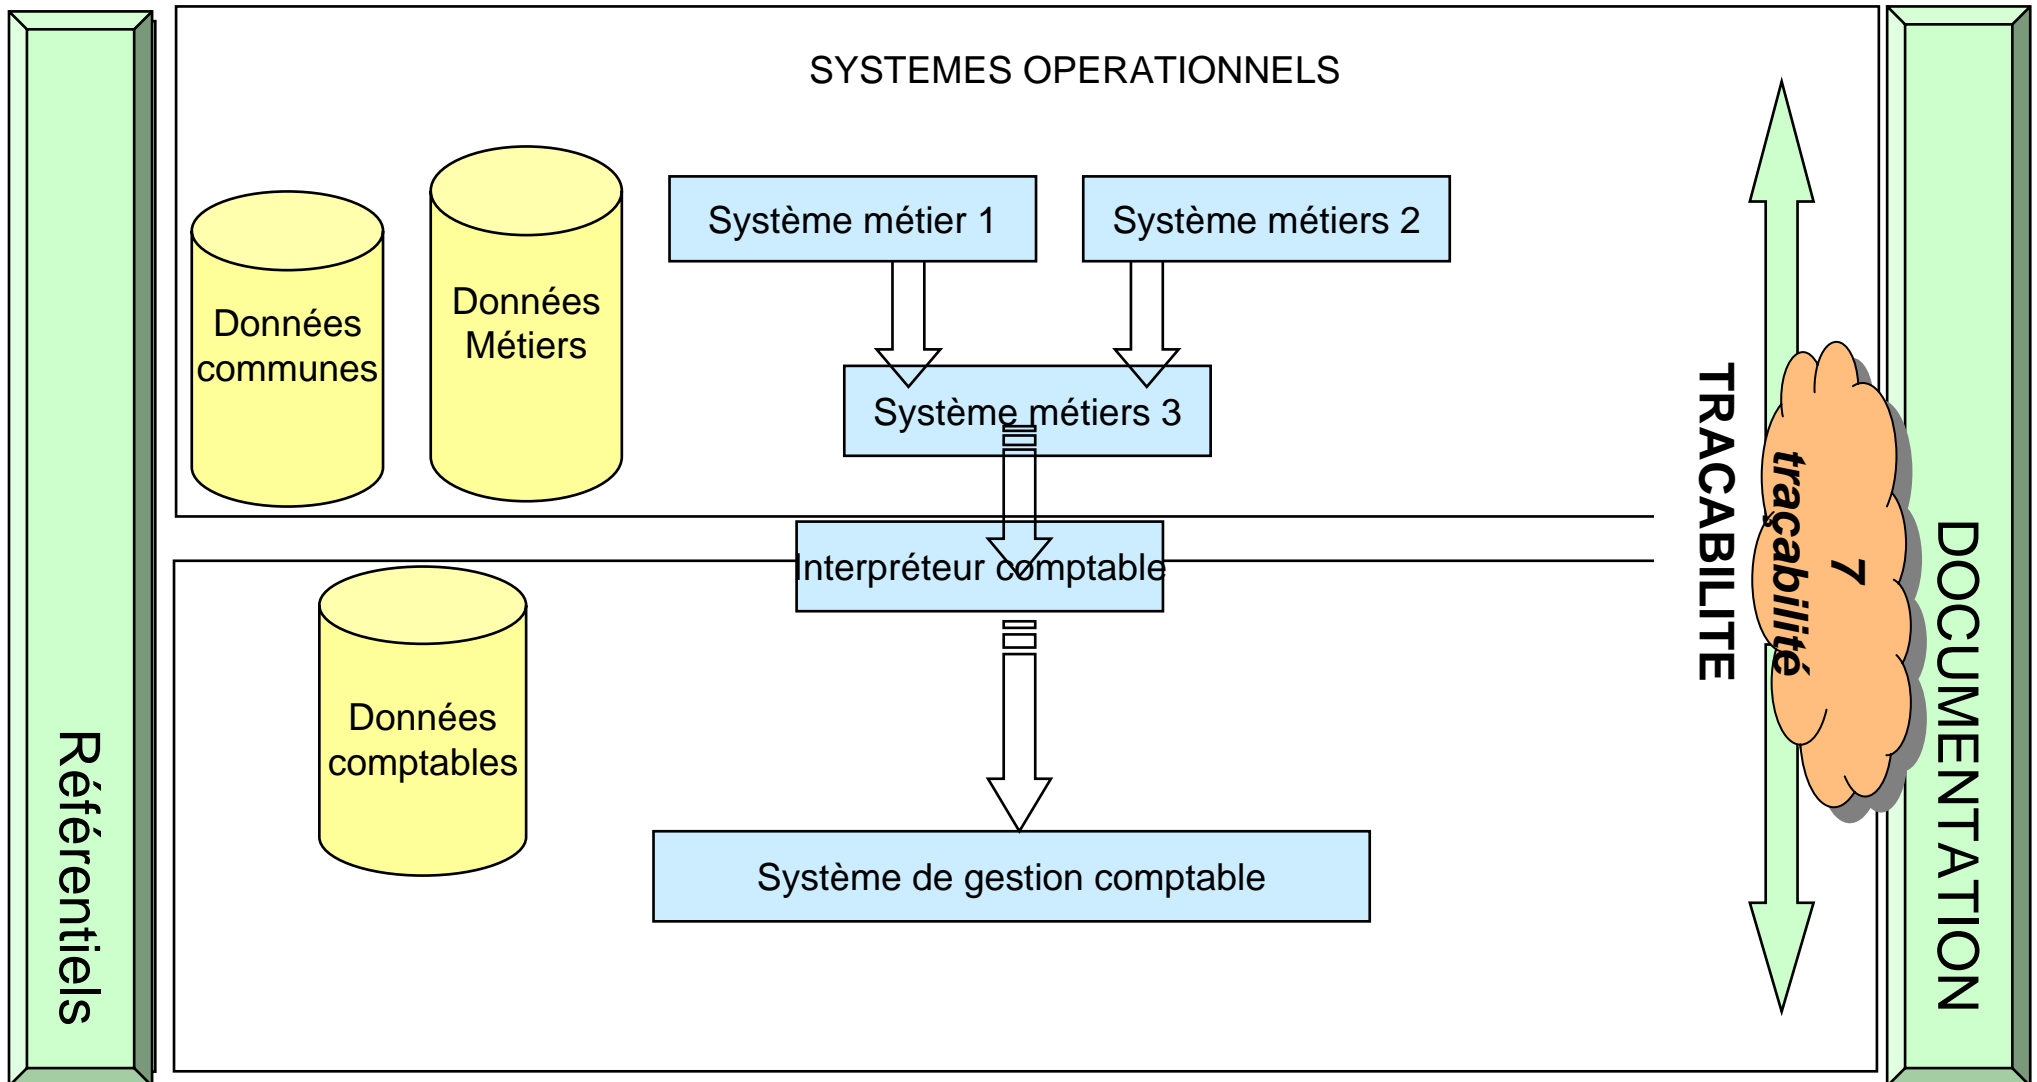 SYSTEMES OPERATIONNELS
Système métier 1
Système métiers 2
Données
communes
Données
Métiers
Système métiers 3
Interpréteur comptable
Données
comptables
Système de gestion comptable
Référentiels
TRACABILITE
7
traçabilité
DOCUMENTATION